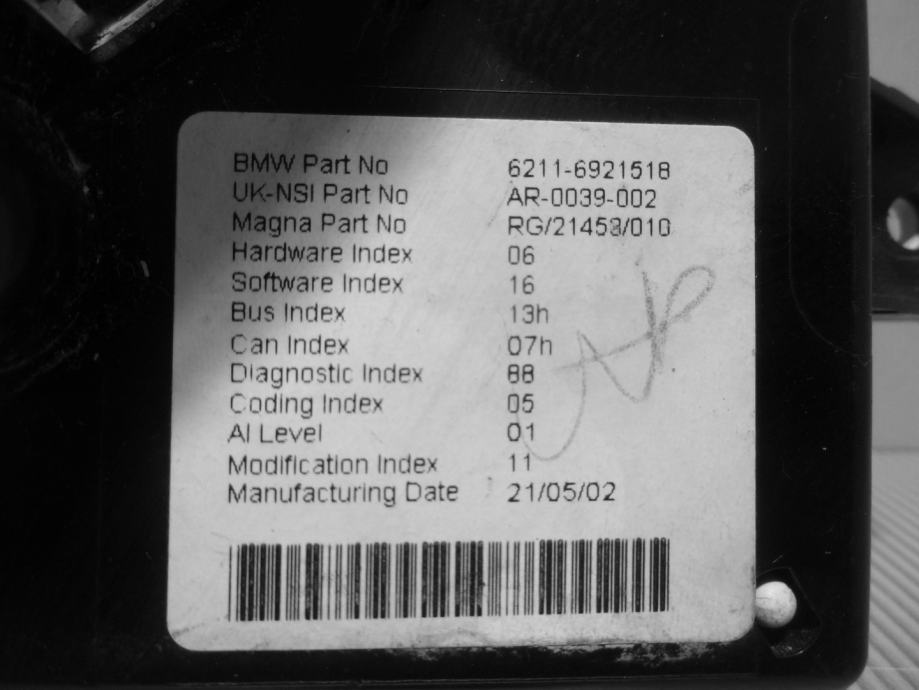 BMW Part No 6211-6921518
UK-NSI Part No AR-0039-002
Magna Part No RG/21453/010
Hardware Index 06
Software Index 16
Bus Index 13h
Can Index 07h
Diagnostic Index 88
Coding Index 05
AI Level 01
Modification Index 11
Manufacturing Date 21/05/02